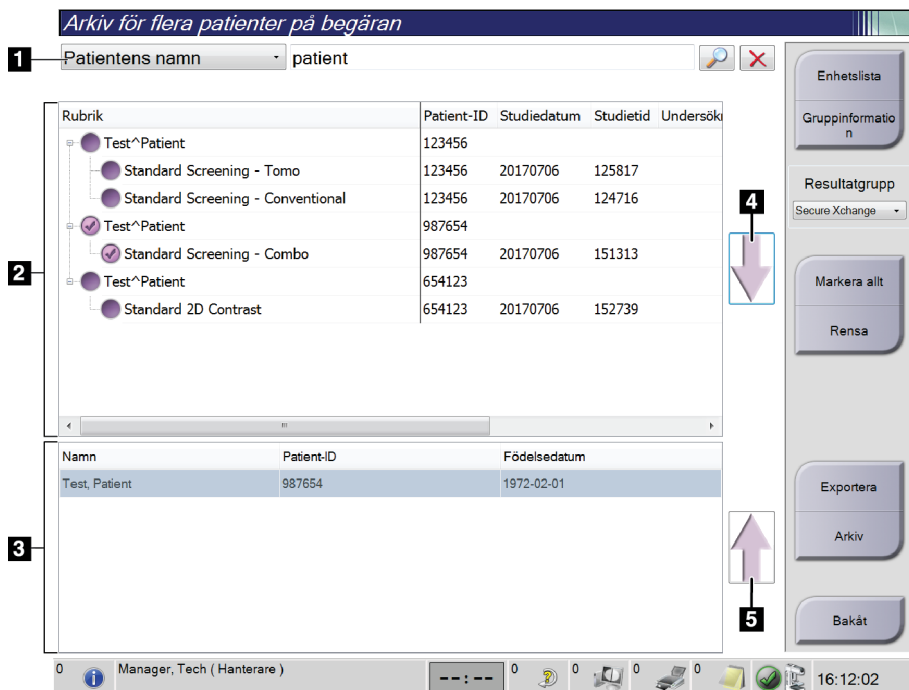 Arkiv för flera patienter på begäran
1
Patientens namn patient
Enhetslista
Gruppinformatio
n
Resultatgrupp
Secure Xchange
Markera allt
Rensa
Exportera
Arkiv
Bakåt
2
Rubrik Patient-ID Studiedatum Studietid Undersökn
Test^Patient 123456
Standard Screening - Tomo 123456 20170706 125817
Standard Screening - Conventional 123456 20170706 124716
Test^Patient 987654
Standard Screening - Combo 987654 20170706 151313
Test^Patient 654123
Standard 2D Contrast 654123 20170706 152739
4
3
Namn Patient-ID Födelsedatum
Test, Patient 987654 1972-02-01
5
0 Manager, Tech ( Hanterare ) --:-- 0 0 0 0 16:12:02